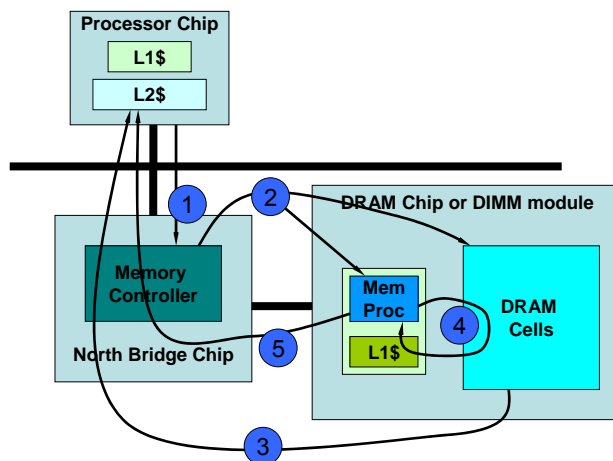 Processor Chip
L1$
L2$
1
2
DRAM Chip or DIMM module
Memory
Controller
Mem
Proc
DRAM
Cells
4
L1$
North Bridge Chip
5
3